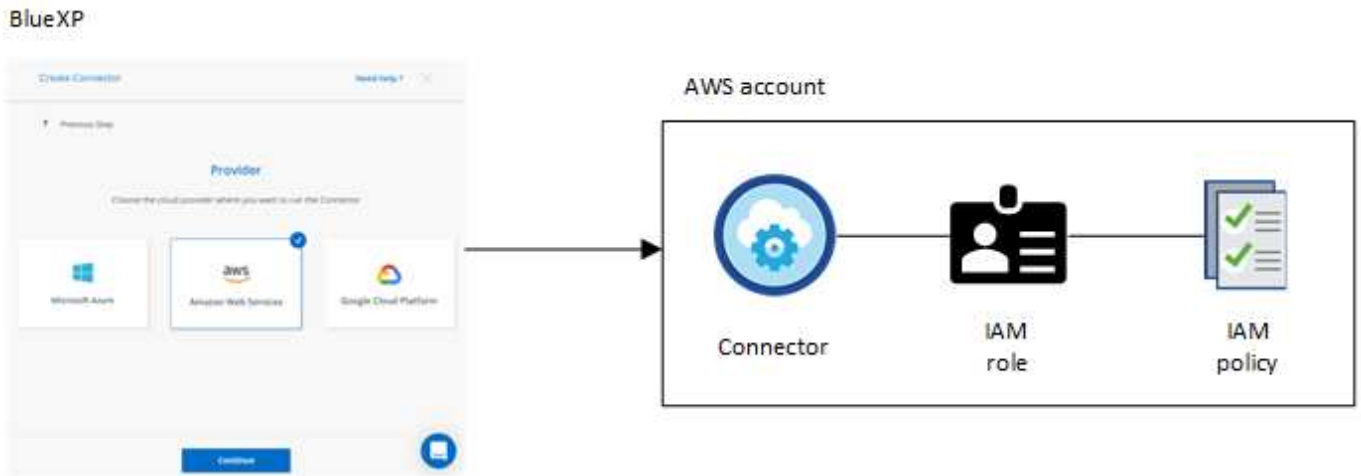 BlueXP
Create Connector
Need help ?
Previous Step
Provider
Choose the cloud provider where you want to run the Connector
Microsoft Azure
aws
Amazon Web Services
Google Cloud Platform
Continue
AWS account
Connector
IAM
role
IAM
policy